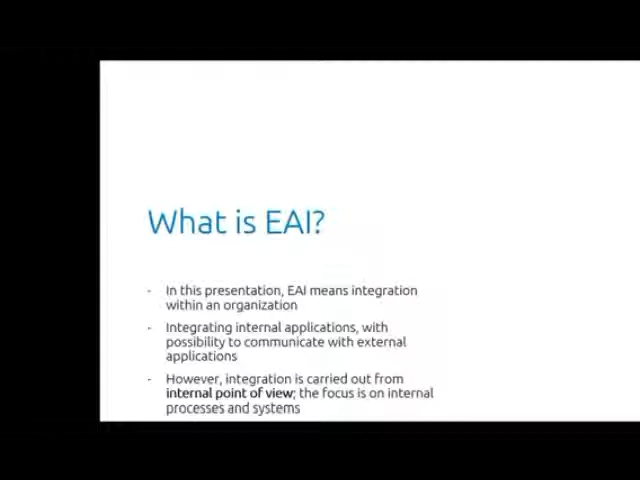 What is EAI?
- In this presentation, EAI means integration
within an organization
- Integrating internal applications, with
possibility to communicate with external
applications
- However, integration is carried out from
internal point of view; the focus is on internal
processes and systems